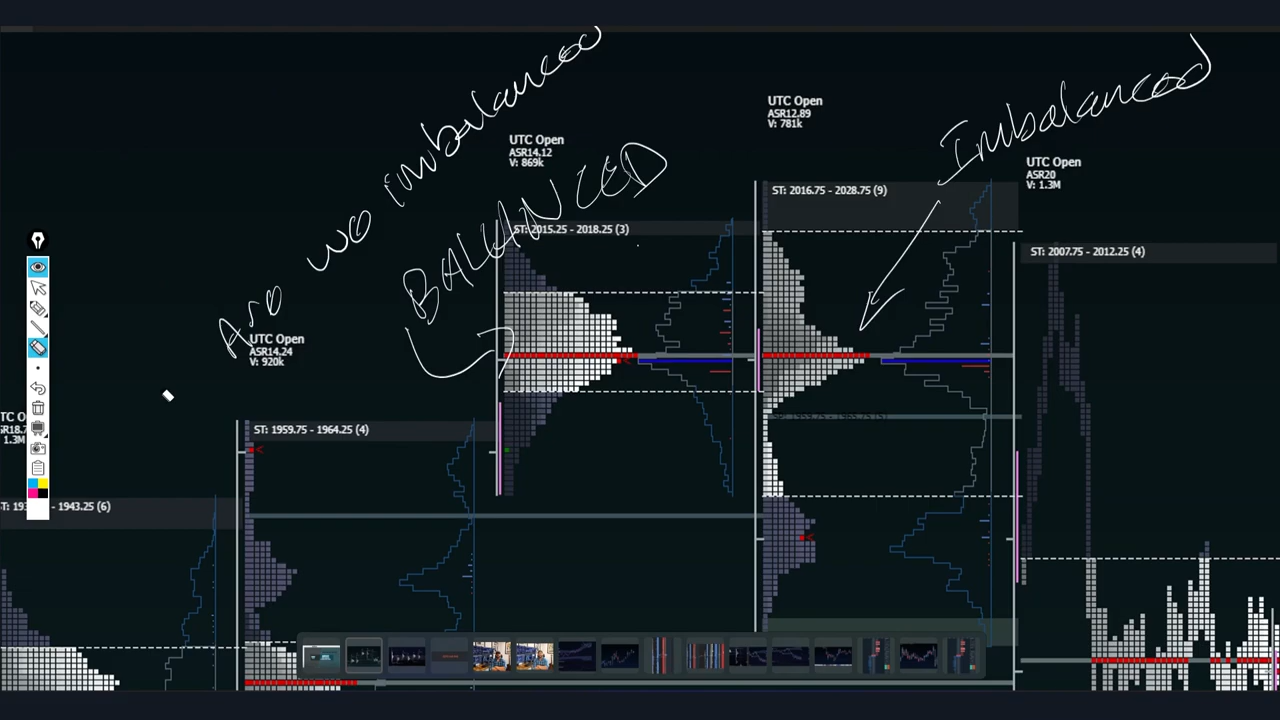 Are we imbalanced
BALANCED
Imbalanced
UTC Open
ASR12.89
V: 781k
UTC Open
ASR14.12
V: 869k
UTC Open
ASR20
V: 1.3M
ST: 2016.75 - 2028.75 (9)
ST: 2015.25 - 2018.25 (3)
ST: 2007.75 - 2012.25 (4)
UTC Open
ASR14.24
V: 920k
ST: 1959.75 - 1964.25 (4)
1.3M
1943.25 (6)